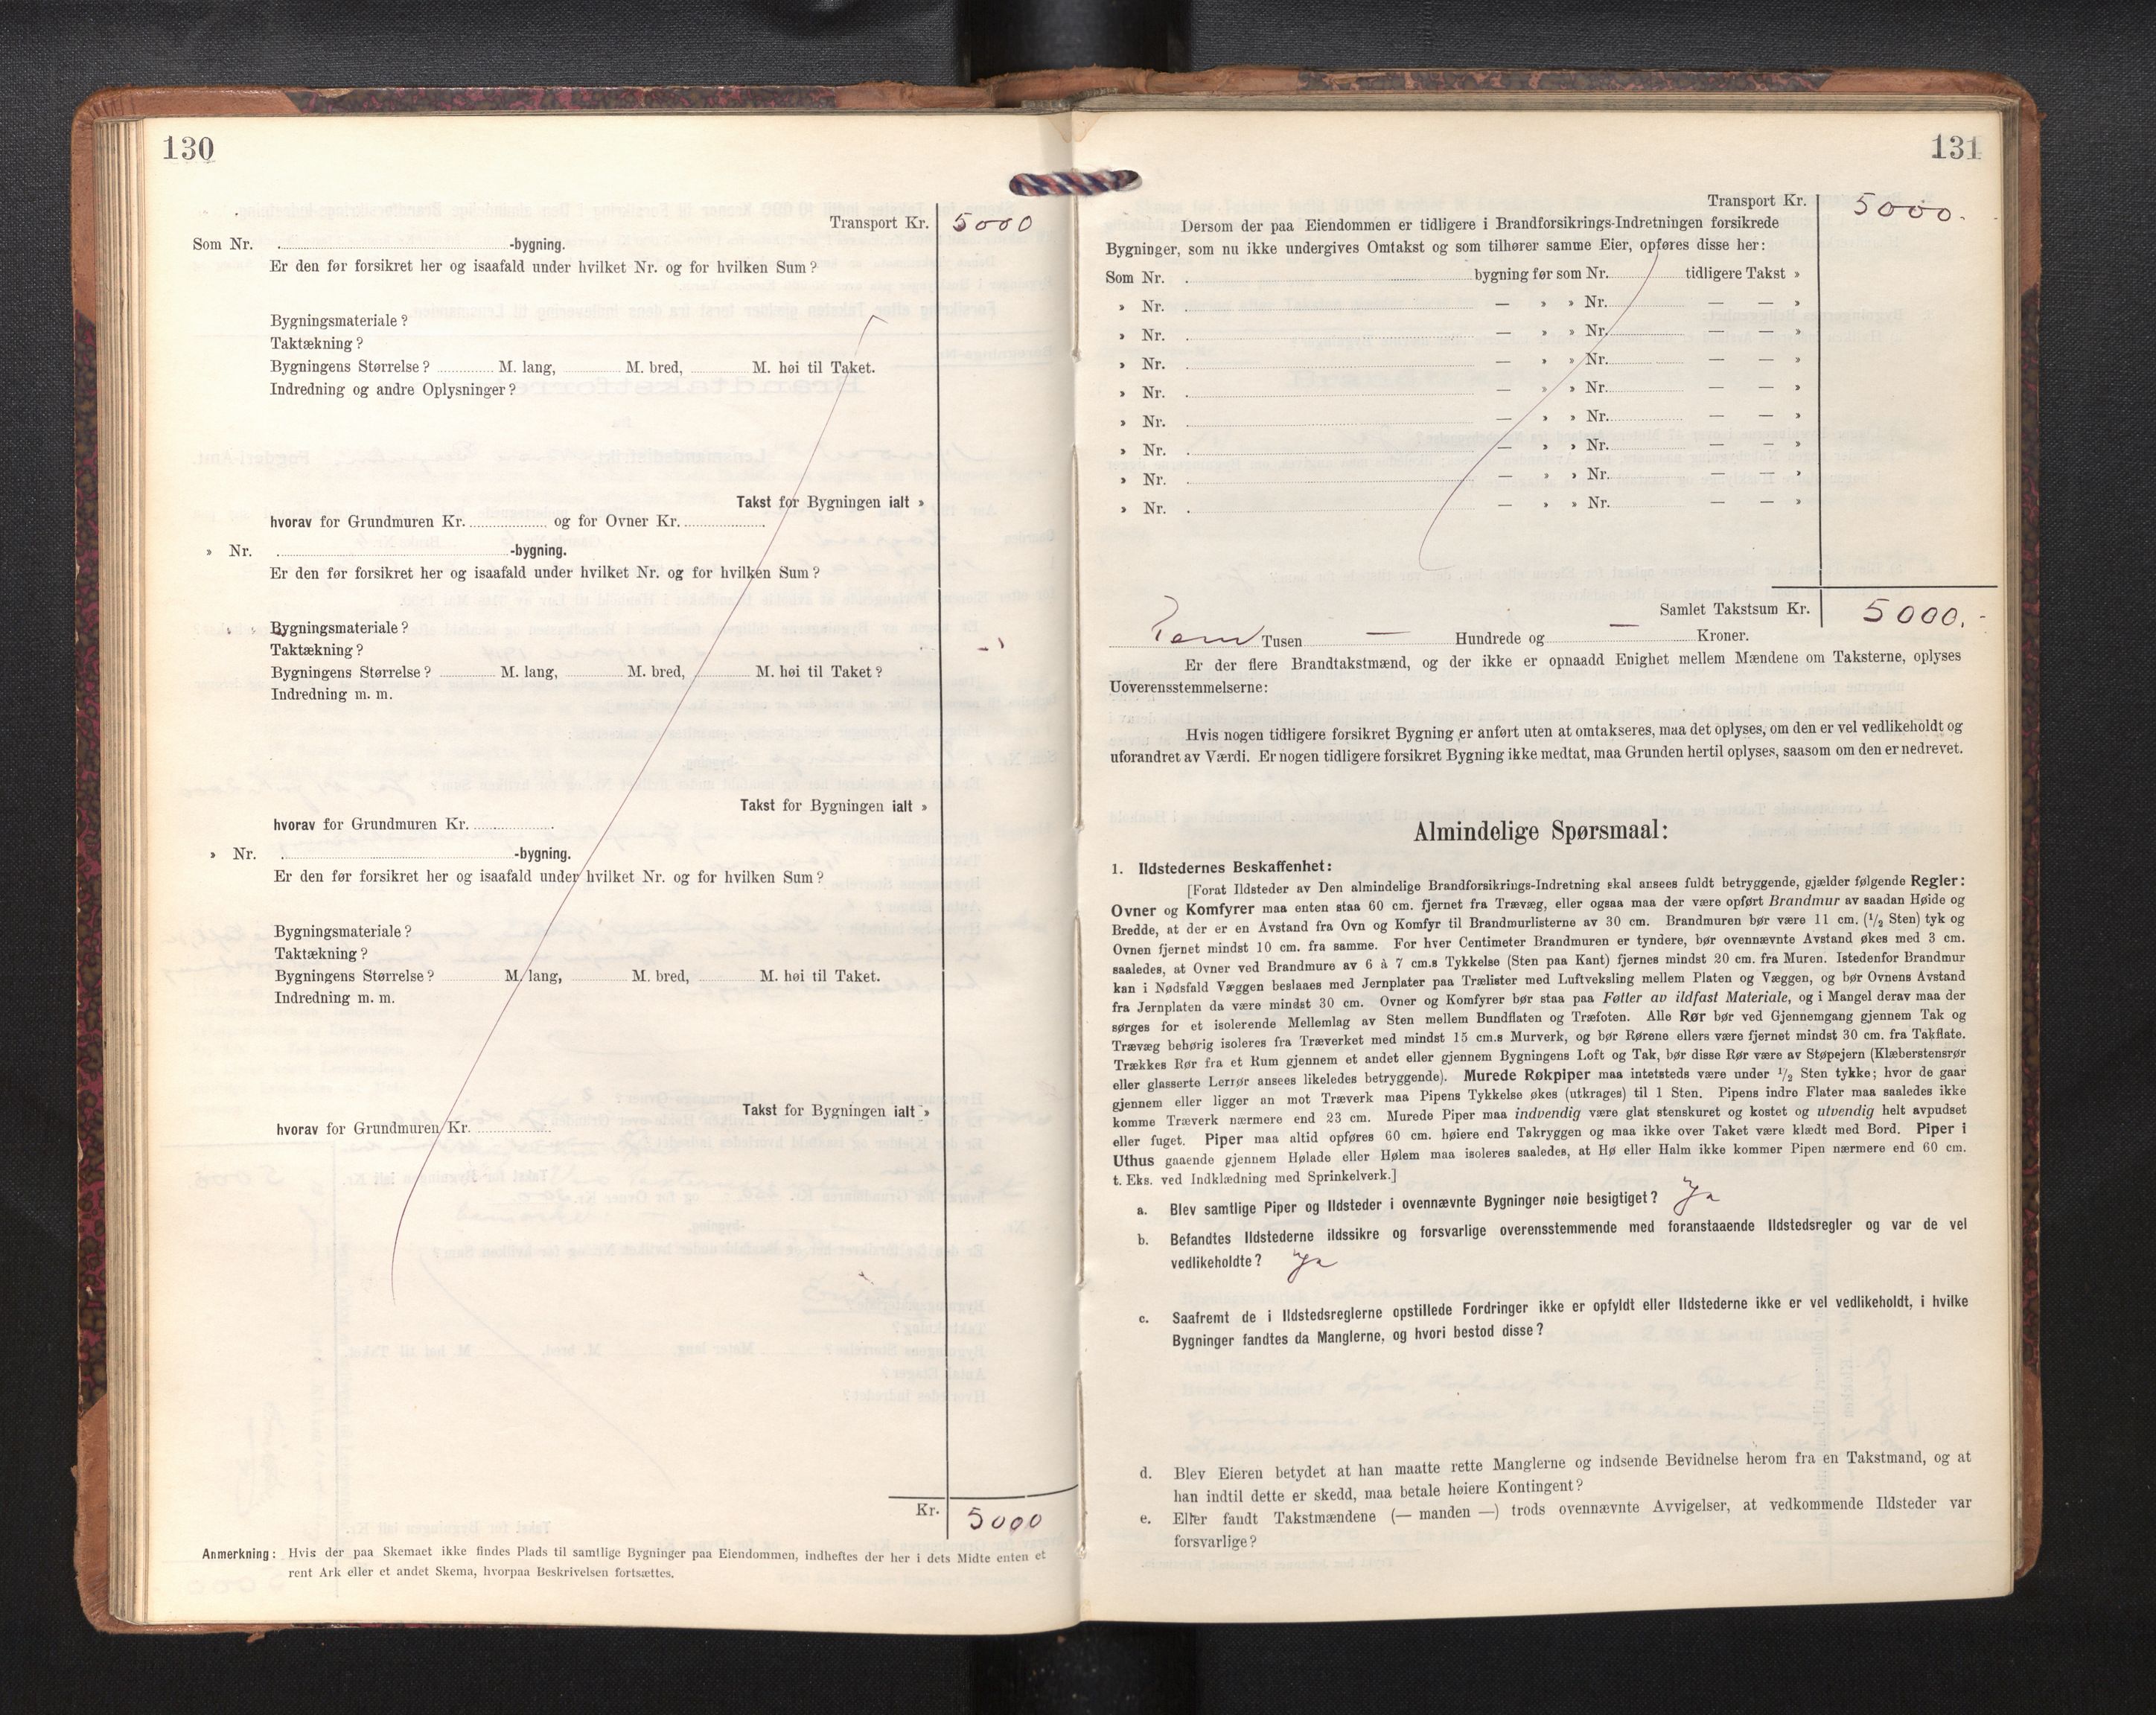 130
Transport Kr. 5000
Som Nr. -bygning.
Er den før forsikret her og isaafald under hvilket Nr. og for hvilken Sum?
Bygningsmateriale?
Taktækning?
Bygningens Størrelse? M. lang, M. bred, M. høi til Taket.
Indredning og andre Oplysninger?
Takst for Bygningen ialt »
hvorav for Grundmuren Kr. og for Ovner Kr.
» Nr. -bygning.
Er den før forsikret her og isaafald under hvilket Nr. og for hvilken Sum?
Bygningsmateriale?
Taktækning?
Bygningens Størrelse? M. lang, M. bred, M. høi til Taket?
Indredning m. m.
Takst for Bygningen ialt »
hvorav for Grundmuren Kr.
» Nr. -bygning.
Er den før forsikret her og isaafald under hvilket Nr. og for hvilken Sum?
Bygningsmateriale?
Taktækning?
Bygningens Størrelse? M. lang, M. bred, M. høi til Taket.
Indredning m. m.
Takst for Bygningen ialt »
hvorav for Grundmuren Kr.
Kr. 5000
Anmerkning: Hvis der paa Skemaet ikke findes Plads til samtlige Bygninger paa Eiendommen, indheftes der her i dets Midte enten et
rent Ark eller et andet Skema, hvorpaa Beskrivelsen fortsættes.
131
Transport Kr. 5000.
Dersom der paa Eiendommen er tidligere i Brandforsikrings-Indretningen forsikrede
Bygninger, som nu ikke undergives Omtakst og som tilhører samme Eier, opføres disse her:
Som Nr. bygning før som Nr. tidligere Takst »
» Nr. — » » Nr. — — »
» Nr. — » » Nr. — — »
» Nr. — » » Nr. — — »
» Nr. — » » Nr. — — »
» Nr. — » » Nr. — — »
» Nr. — » » Nr. — — »
» Nr. — » » Nr. — — »
» Nr. — » » Nr. — — »
Samlet Takstsum Kr. 5000.-
Fem Tusen — Hundrede og — Kroner.
Er der flere Brandtakstmænd, og der ikke er opnaadd Enighet mellem Mændene om Taksterne, oplyses
Uoverensstemmelserne:
Hvis nogen tidligere forsikret Bygning er anført uten at omtakseres, maa det oplyses, om den er vel vedlikeholdt og
uforandret av Værdi. Er nogen tidligere forsikret Bygning ikke medtat, maa Grunden hertil oplyses, saasom om den er nedrevet.
Almindelige Spørsmaal:
1. Ildstedernes Beskaffenhet:
[Forat Ildsteder av Den almindelige Brandforsikrings-Indretning skal ansees fuldt betryggende, gjælder følgende Regler:
Ovner og Komfyrer maa enten staa 60 cm. fjernet fra Trævæg, eller ogsaa maa der være opført Brandmur av saadan Høide og
Bredde, at der er en Avstand fra Ovn og Komfyr til Brandmurlisterne av 30 cm. Brandmuren bør være 11 cm. (½ Sten) tyk og
Ovnen fjernet mindst 10 cm. fra samme. For hver Centimeter Brandmuren er tyndere, bør ovennævnte Avstand økes med 3 cm.
saaledes, at Ovner ved Brandmure av 6 à 7 cm.s Tykkelse (Sten paa Kant) fjernes mindst 20 cm. fra Muren. Istedenfor Brandmur
kan i Nødsfald Væggen beslaaes med Jernplater paa Trælister med Luftveksling mellem Platen og Væggen, og bør Ovnens Avstand
fra Jernplaten da være mindst 30 cm. Ovner og Komfyrer bør staa paa Føtter av ildfast Materiale, og i Mangel derav maa der
sørges for et isolerende Mellemlag av Sten mellem Bundflaten og Træfoten. Alle Rør bør ved Gjennemgang gjennem Tak og
Trævæg behørig isoleres fra Træverket med mindst 15 cm.s Murverk, og bør Rørene ellers være fjernet mindst 30 cm. fra Takflate.
Trækkes Rør fra et Rum gjennem et andet eller gjennem Bygningens Loft og Tak, bør disse Rør være av Støpejern (Klæberstensrør
eller glasserte Lerrør ansees likeledes betryggende). Murede Røkpiper maa intetsteds være under ½ Sten tykke; hvor de gaar
gjennem eller ligger an mot Træverk maa Pipens Tykkelse økes (utkrages) til 1 Sten. Pipens indre Flater maa saaledes ikke
komme Træverk nærmere end 23 cm. Murede Piper maa indvendig være glat stenskuret og kostet og utvendig helt avpudset
eller fuget. Piper maa altid opføres 60 cm. høiere end Takryggen og maa ikke over Taket være klædt med Bord. Piper i
Uthus gaaende gjennem Hølade eller Hølem maa isoleres saaledes, at Hø eller Halm ikke kommer Pipen nærmere end 60 cm.
t. Eks. ved Indklædning med Sprinkelverk.]
a. Blev samtlige Piper og Ildsteder i ovennævnte Bygninger nøie besigtiget? Ja
b. Befandtes Ildstederne ildssikre og forsvarlige overensstemmende med foranstaaende Ildstedsregler og var de vel
vedlikeholdte? Ja
c. Saafremt de i Ildstedsreglerne opstillede Fordringer ikke er opfyldt eller Ildstederne ikke er vel vedlikeholdt, i hvilke
Bygninger fandtes da Manglerne, og hvori bestod disse?
d. Blev Eieren betydet at han maatte rette Manglerne og indsende Bevidnelse herom fra en Takstmand, og at
han indtil dette er skedd, maa betale høiere Kontingent?
e. Eller fandt Takstmændene (— manden —) trods ovennævnte Avvigelser, at vedkommende Ildsteder var
forsvarlige?